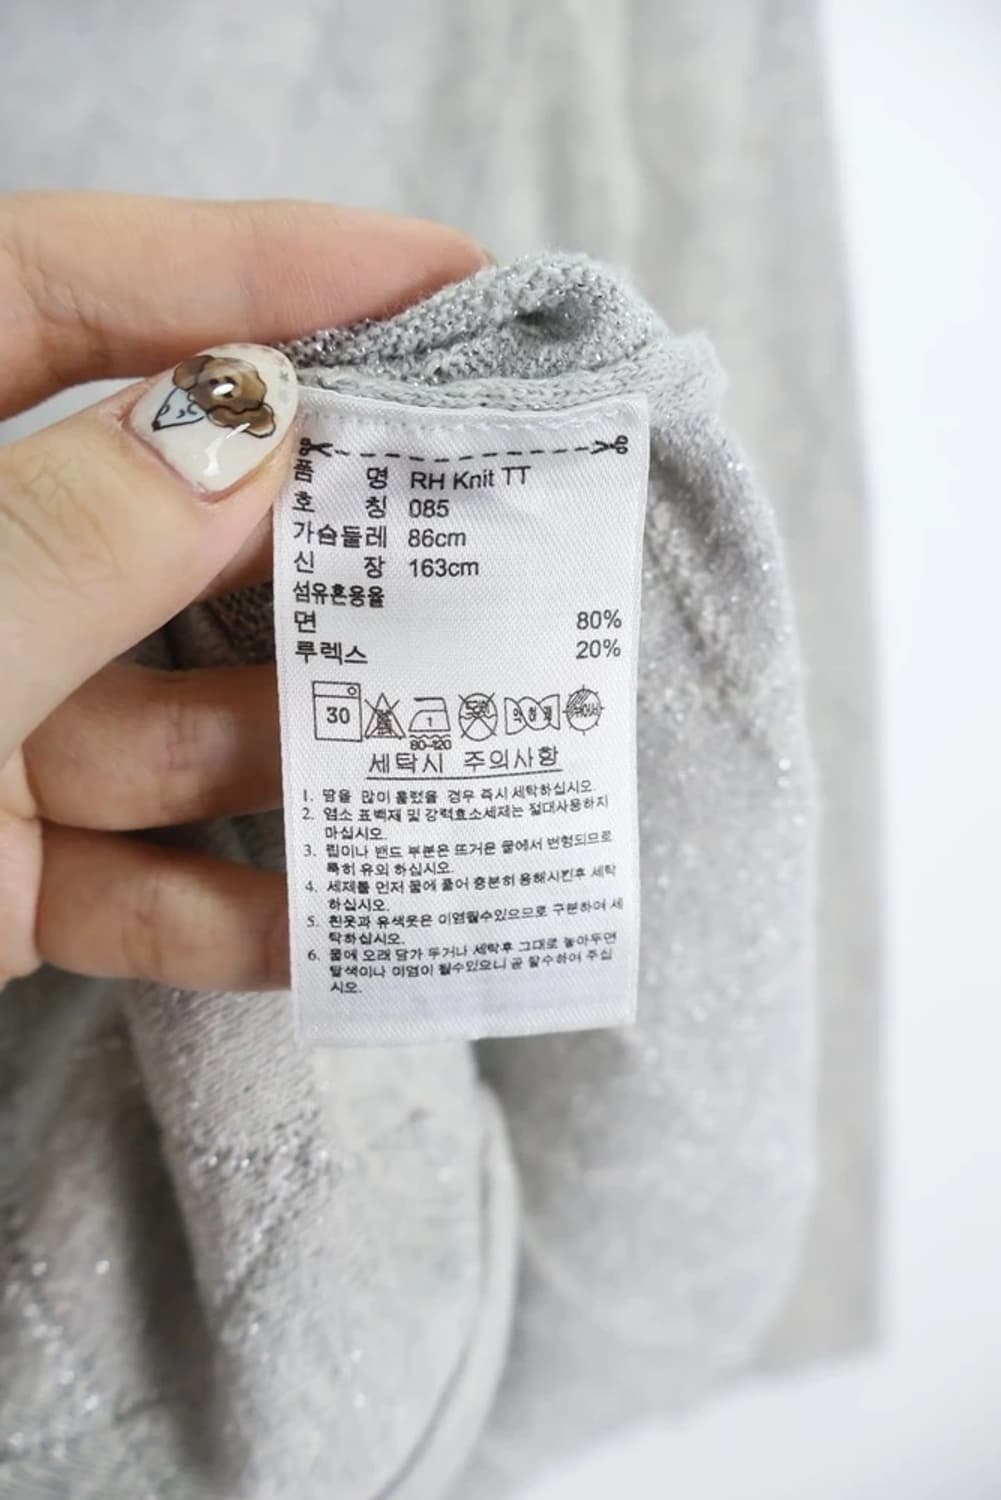 품 명 RH Knit TT
호 칭 085
가슴둘레 86cm
신 장 163cm
섬유혼용율
면 80%
루렉스 20%
30
80~120
세탁시 주의사항
1. 땀을 많이 흘렸을 경우 즉시 세탁하십시오.
2. 염소 표백재 및 강력효소세재는 절대사용하지
마십시오.
3. 립이나 밴드 부분은 뜨거운 물에서 변형되므로
특히 유의 하십시오.
4. 세제를 먼저 물에 풀어 충분히 용해시킨후 세탁
하십시오.
5. 흰옷과 유색옷은 이염될수있으므로 구분하여 세
탁하십시오.
6. 물에 오래 담가 두거나 세탁후 그대로 놓아두면
탈색이나 이염이 될수있으니 곧 탈수하여 주십
시오.